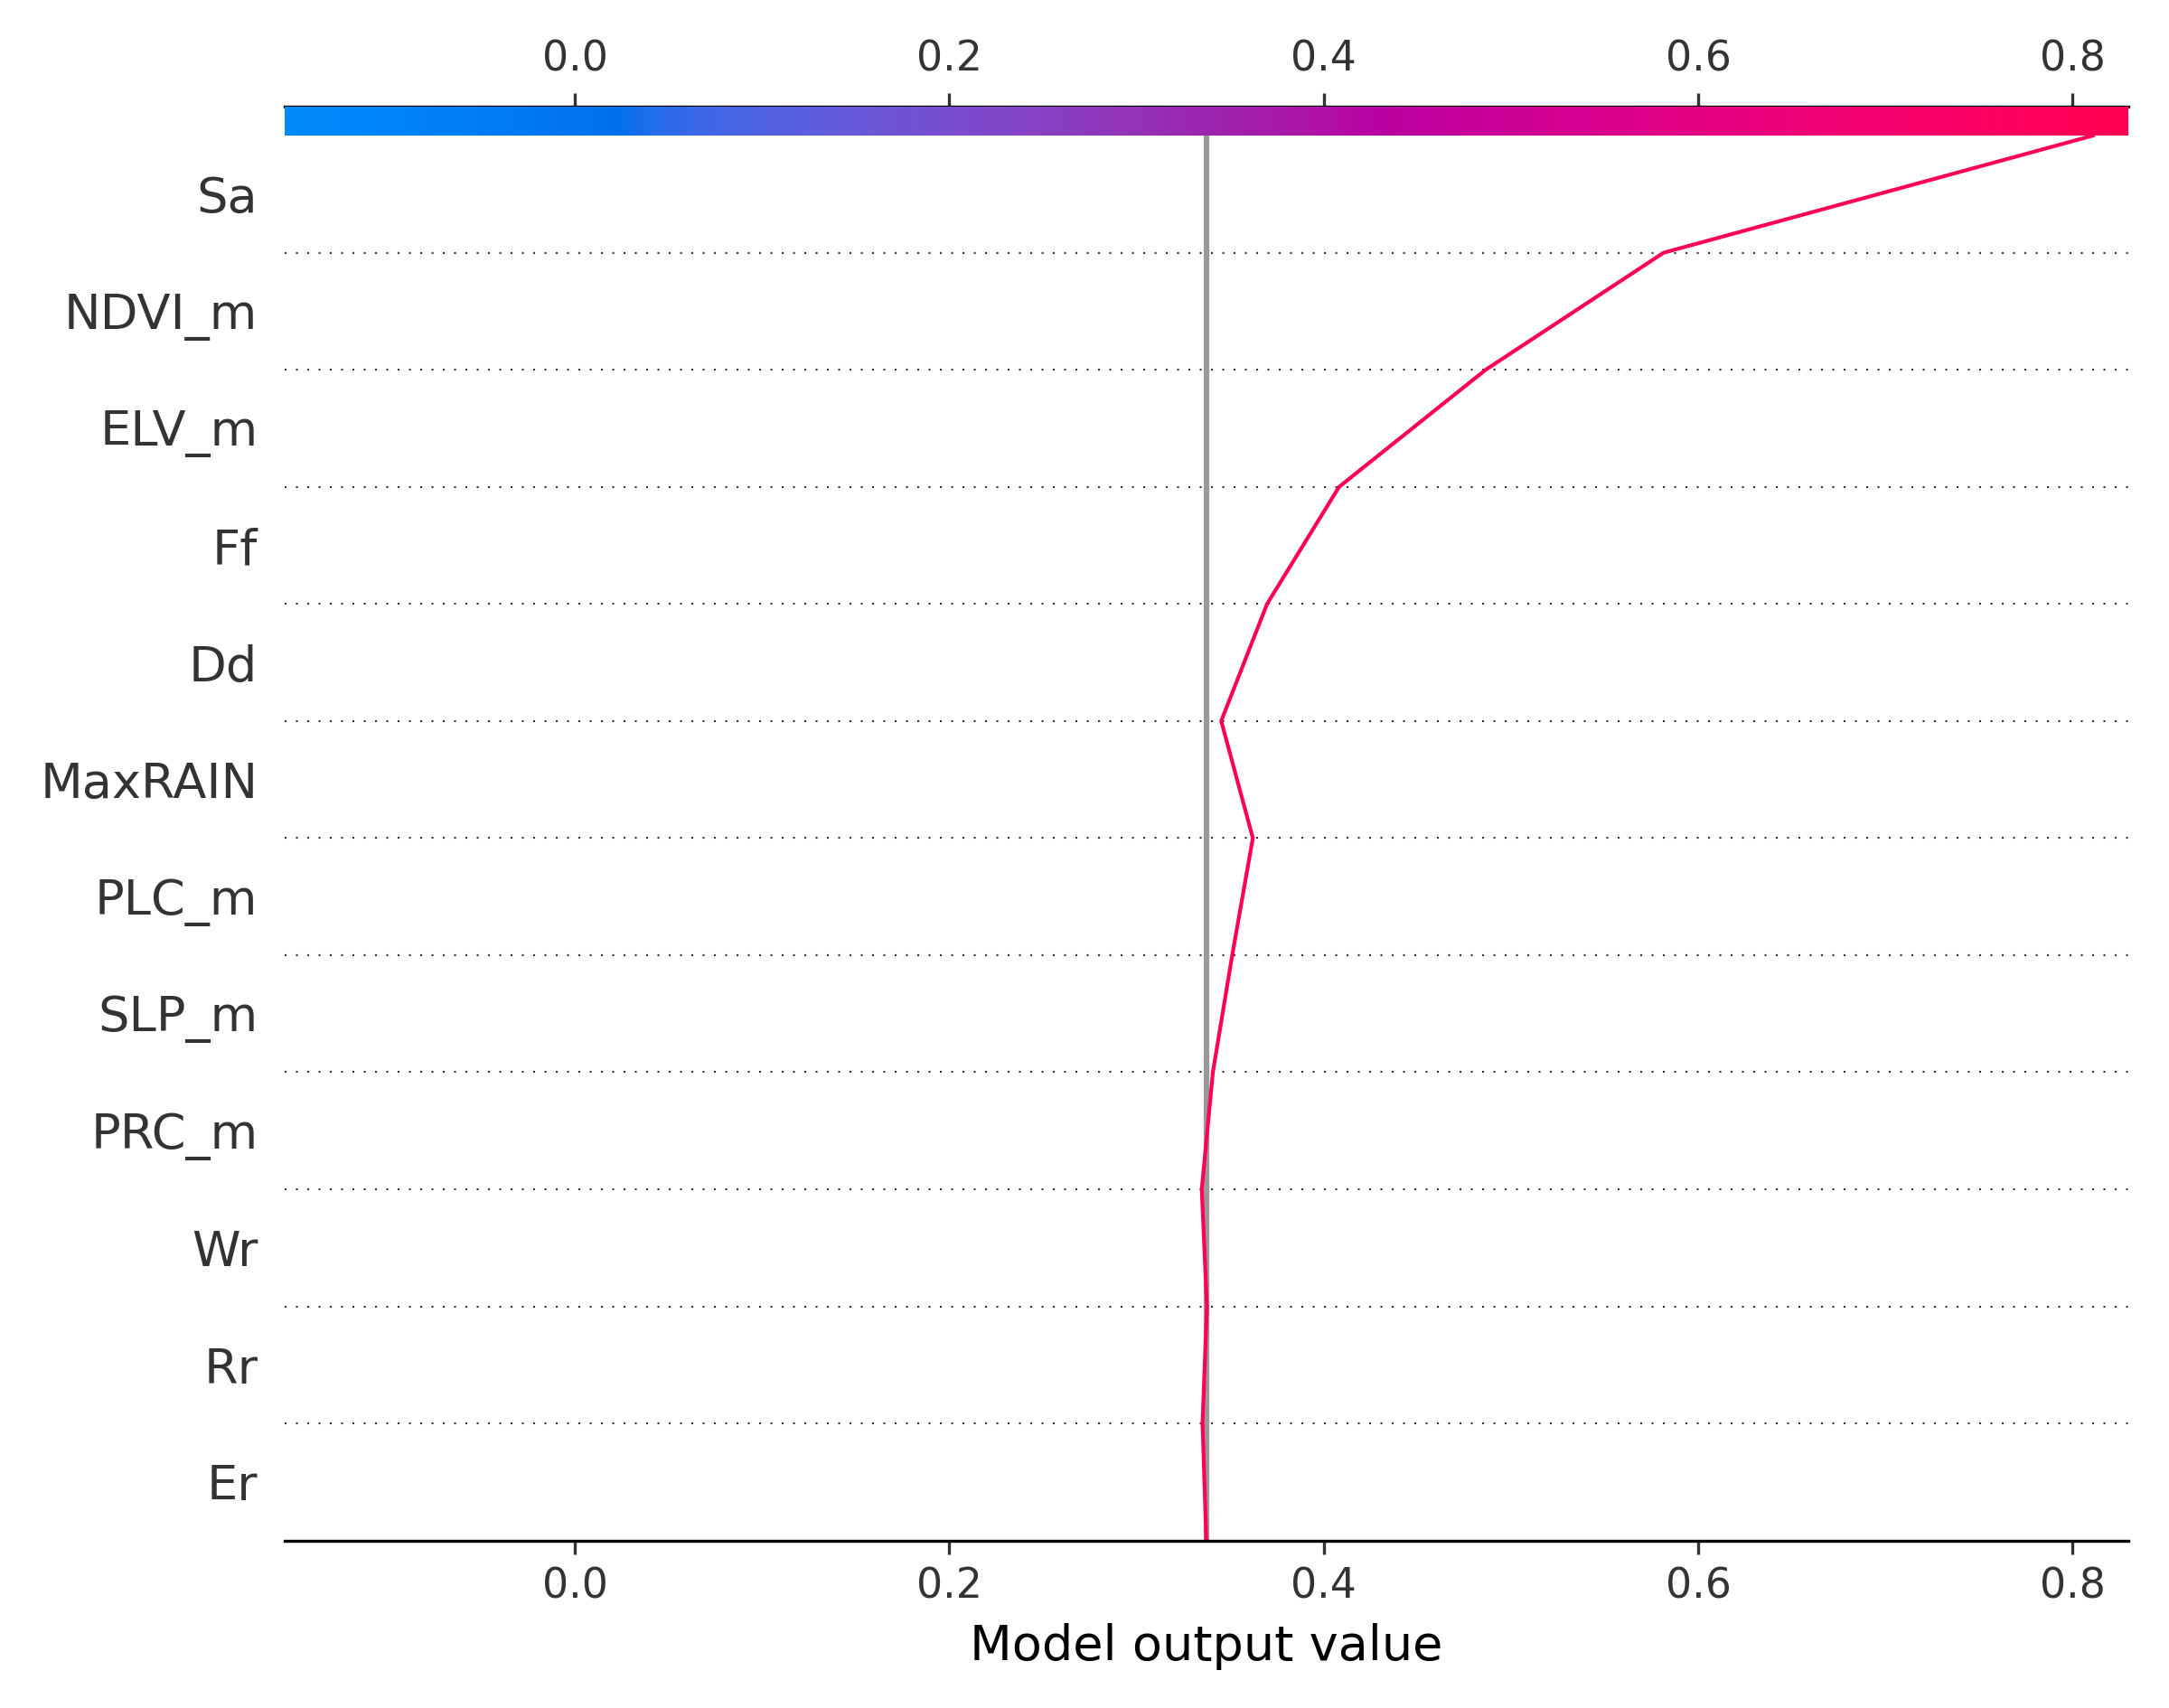 0.0 0.2 0.4 0.6 0.8
Sa
NDVI_m
ELV_m
Ff
Dd
MaxRAIN
PLC_m
SLP_m
PRC_m
Wr
Rr
Er
0.0 0.2 0.4 0.6 0.8
Model output value